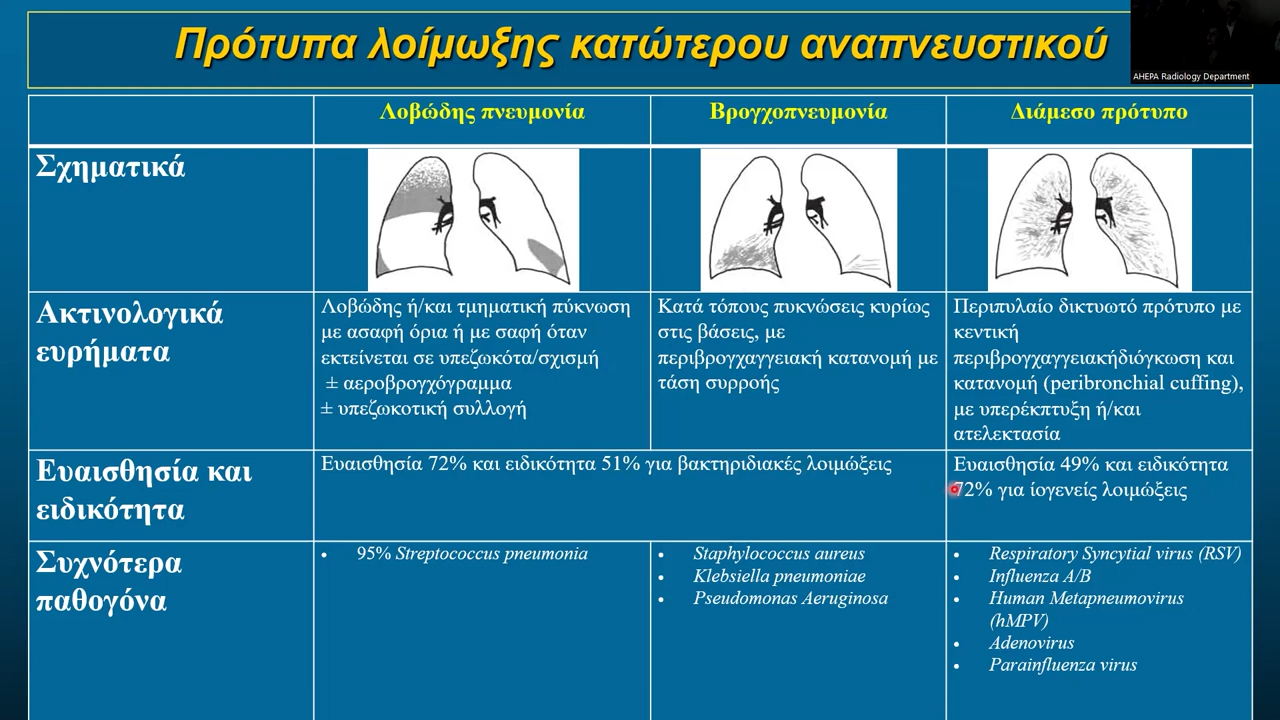 Πρότυπα λοίμωξης κατώτερου αναπνευστικού
AHEPA Radiology Department
Λοβώδης πνευμονία
Βρογχοπνευμονία
Διάμεσο πρότυπο
Σχηματικά
Ακτινολογικά
ευρήματα
Λοβώδης ή/και τμηματική πύκνωση
με ασαφή όρια ή με σαφή όταν
εκτείνεται σε υπεζωκότα/σχισμή
± αεροβρογχόγραμμα
± υπεζωκοτική συλλογή
Κατά τόπους πυκνώσεις κυρίως
στις βάσεις, με
περιβρογχαγγειακή κατανομή με
τάση συρροής
Περιπυλαίο δικτυωτό πρότυπο με
κεντική
περιβρογχαγγειακήδιόγκωση και
κατανομή (peribronchial cuffing),
με υπερέκπτυξη ή/και
ατελεκτασία
Ευαισθησία και
ειδικότητα
Ευαισθησία 72% και ειδικότητα 51% για βακτηριδιακές λοιμώξεις
Ευαισθησία 49% και ειδικότητα
72% για ίογενείς λοιμώξεις
Συχνότερα
παθογόνα
• 95% Streptococcus pneumonia
• Staphylococcus aureus
• Klebsiella pneumoniae
• Pseudomonas Aeruginosa
• Respiratory Syncytial virus (RSV)
• Influenza A/B
• Human Metapneumovirus
(hMPV)
• Adenovirus
• Parainfluenza virus